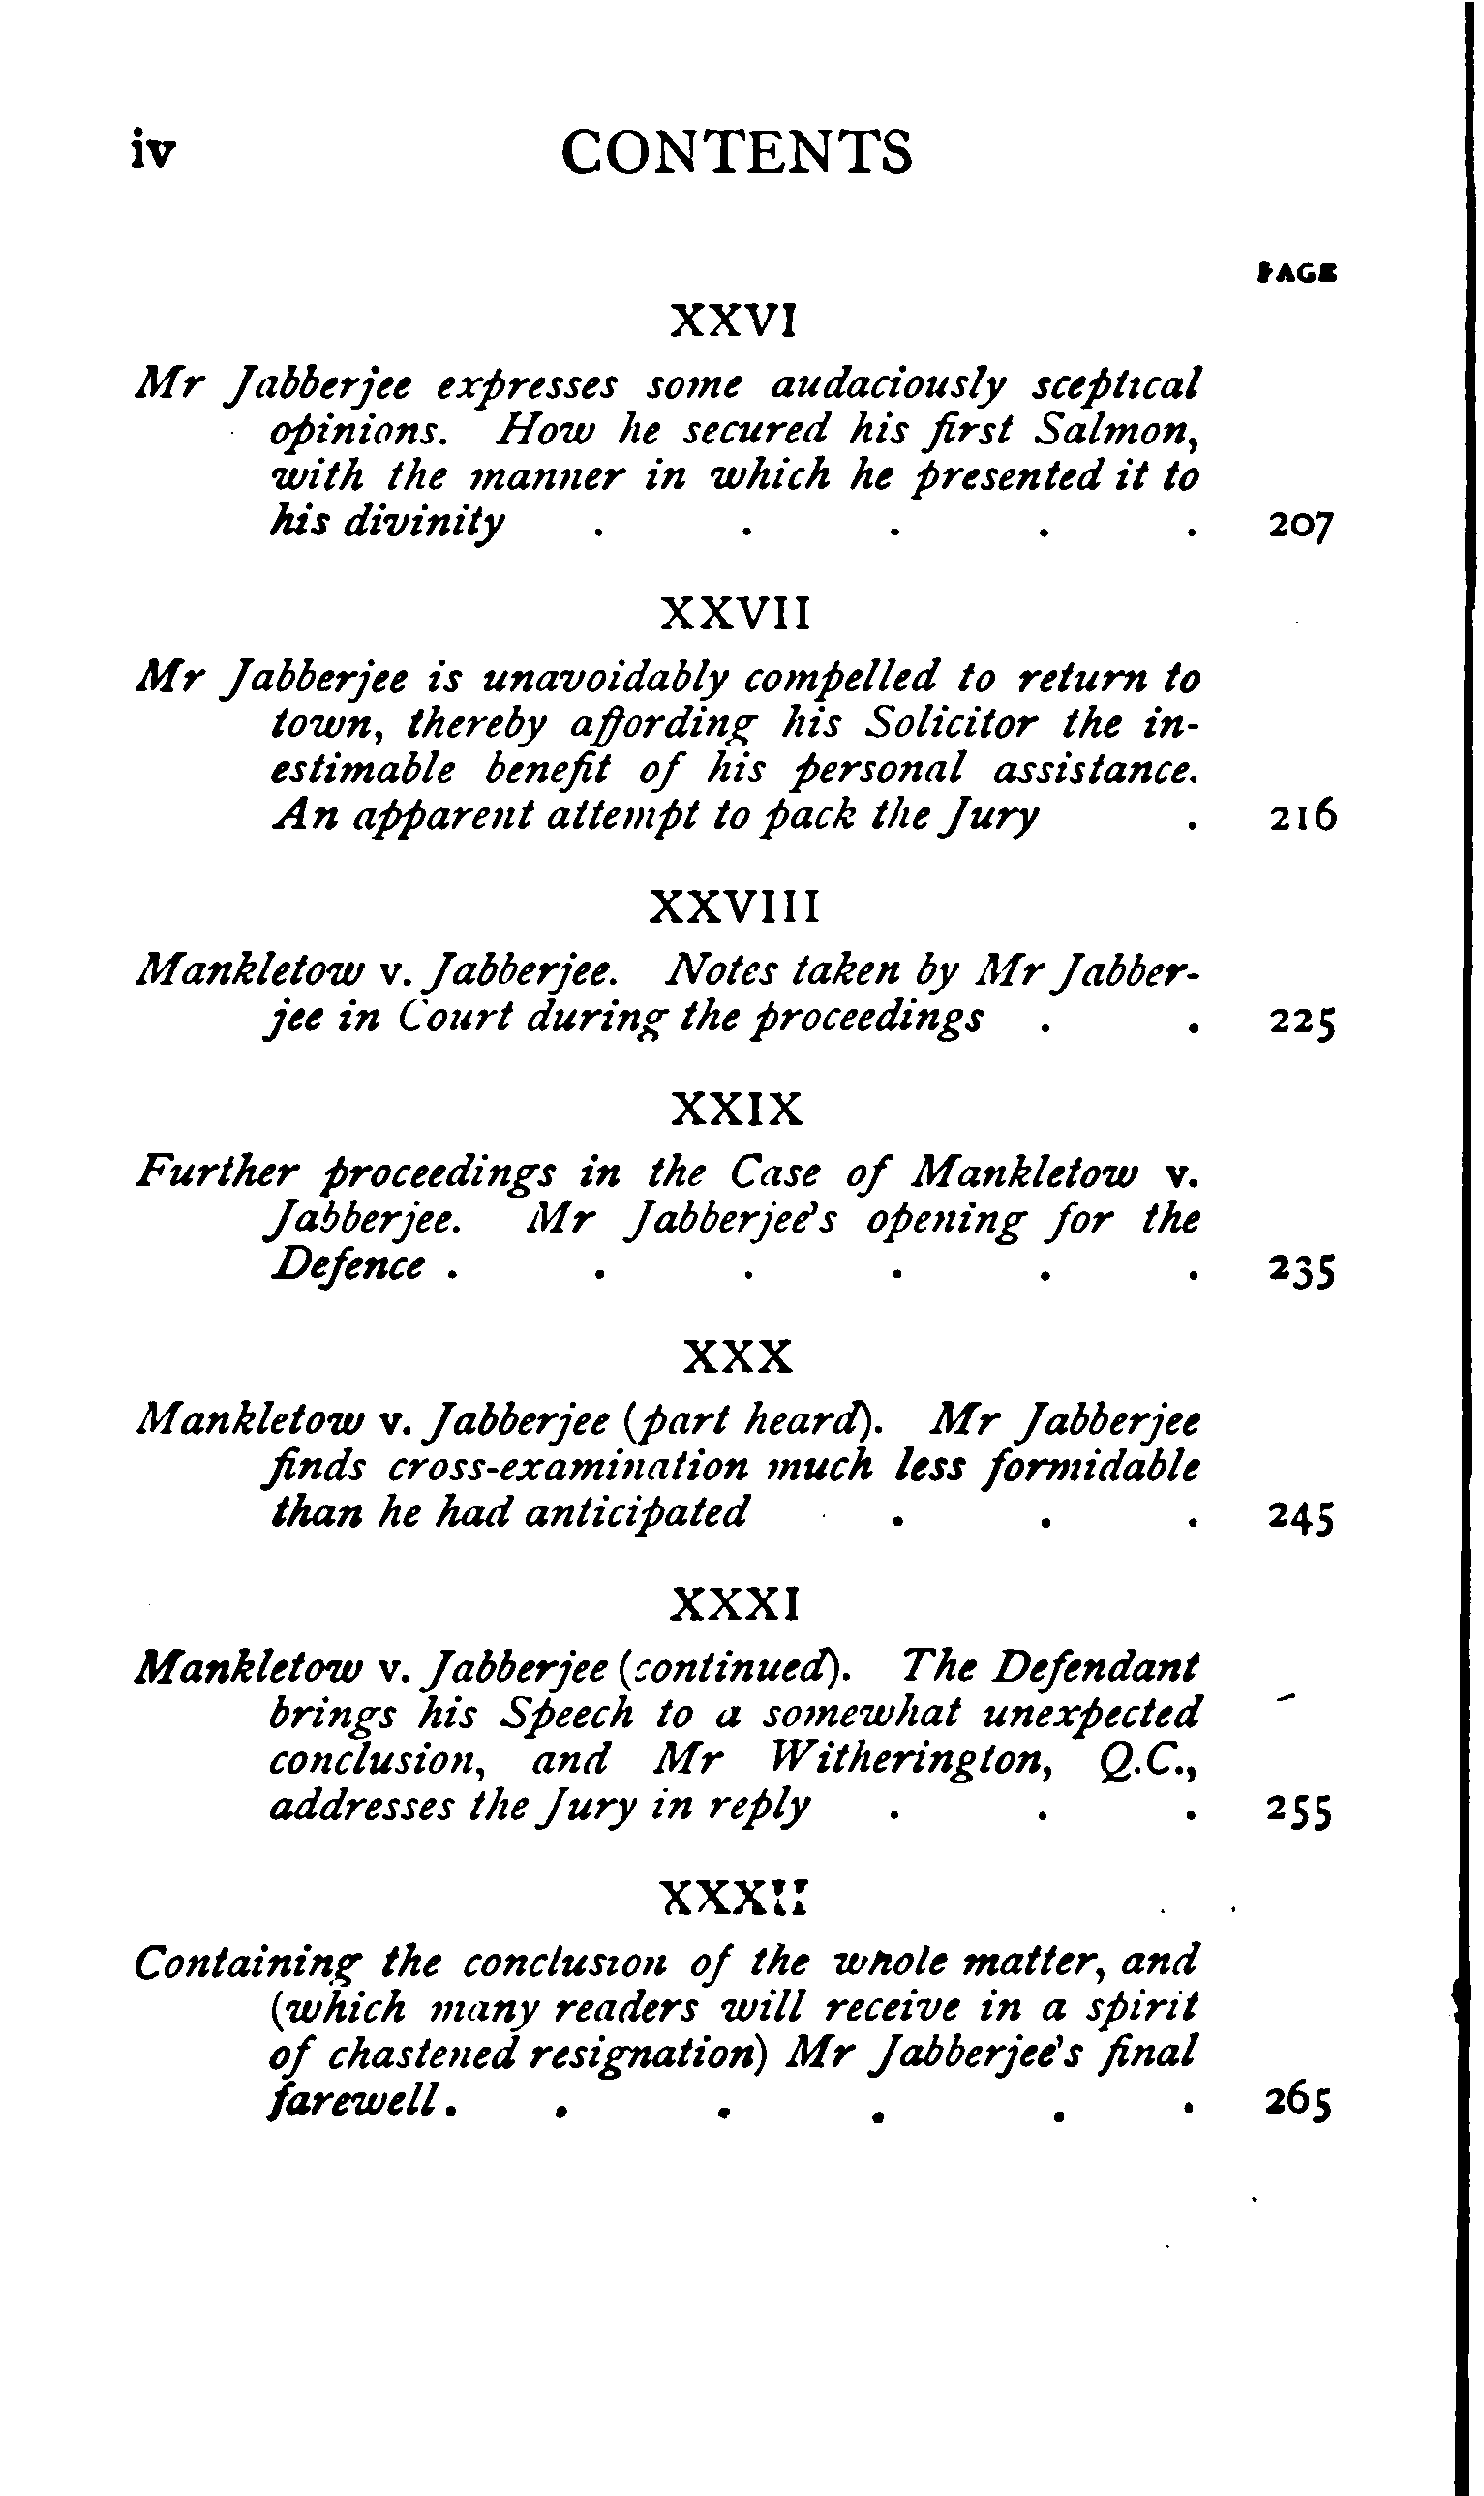 iv CONTENTS
PAGE
XXVI
Mr Jabberjee expresses some audaciously sceptical
opinions. How he secured his first Salmon,
with the manner in which he presented it to
his divinity . . . . . 207
XXVII
Mr Jabberjee is unavoidably compelled to return to
town, thereby affording his Solicitor the in-
estimable benefit of his personal assistance.
An apparent attempt to pack the Jury . 216
XXVIII
Mankletow v. Jabberjee. Notes taken by Mr Jabber-
jee in Court during the proceedings . . 225
XXIX
Further proceedings in the Case of Mankletow v.
Jabberjee. Mr Jabberjee's opening for the
Defence . . . . . . 235
XXX
Mankletow v. Jabberjee (part heard). Mr Jabberjee
finds cross-examination much less formidable
than he had anticipated . . . 245
XXXI
Mankletow v. Jabberjee (continued). The Defendant
brings his Speech to a somewhat unexpected
conclusion, and Mr Witherington, Q.C.,
addresses the Jury in reply . . . 255
XXXII
Containing the conclusion of the whole matter, and
(which many readers will receive in a spirit
of chastened resignation) Mr Jabberjee's final
farewell . . . . . . 265